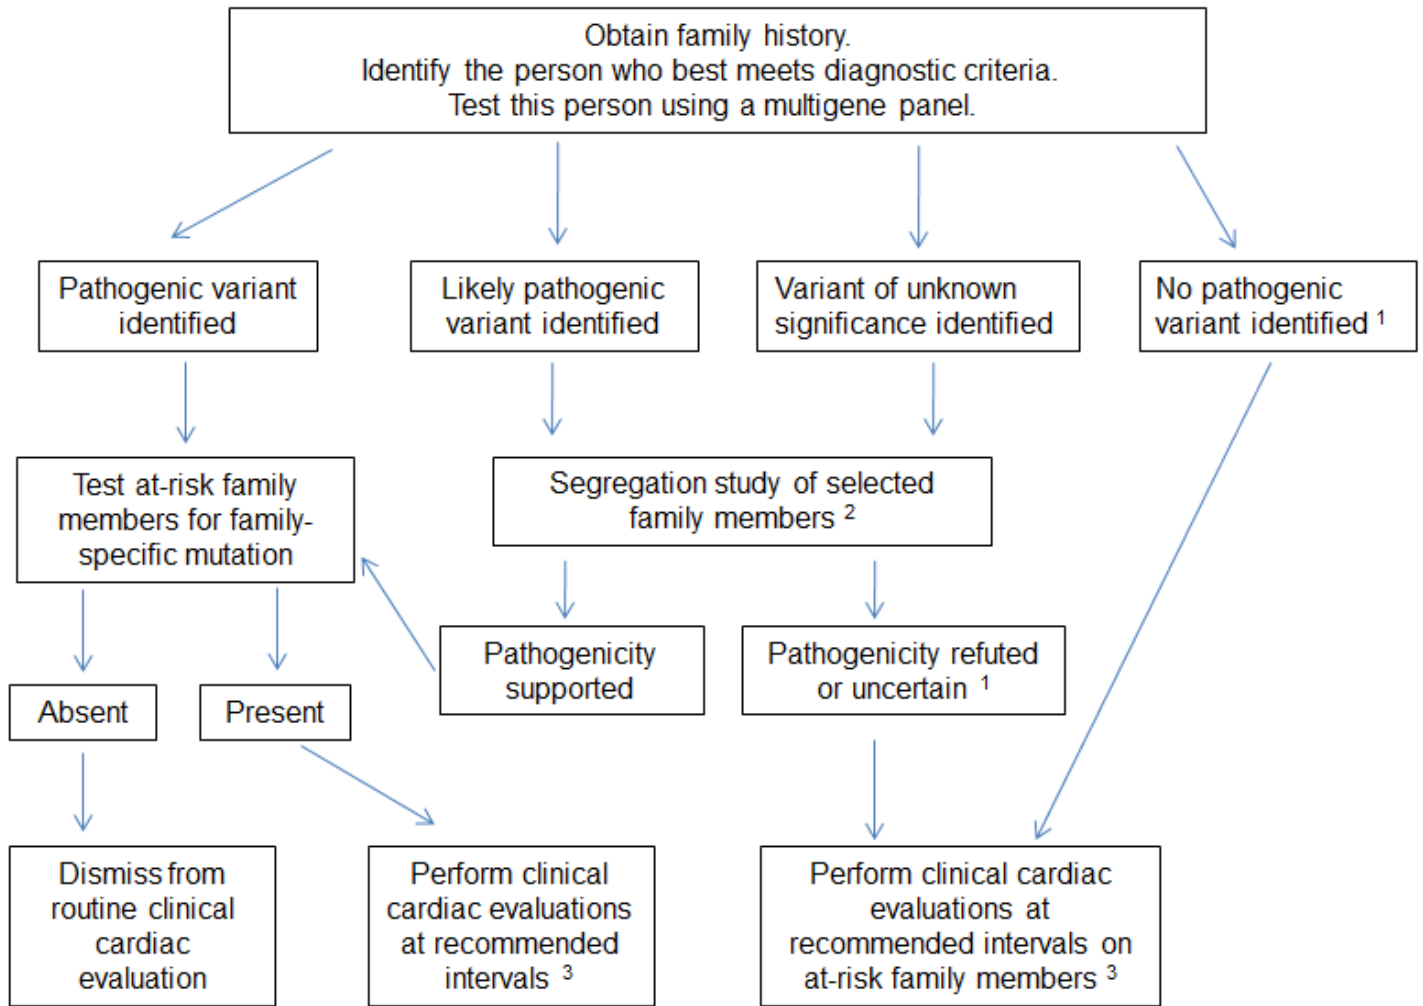 Obtain family history.
Identify the person who best meets diagnostic criteria.
Test this person using a multigene panel.
Pathogenic variant
identified
Likely pathogenic
variant identified
Variant of unknown
significance identified
No pathogenic
variant identified ¹
Test at-risk family
members for family-
specific mutation
Segregation study of selected
family members ²
Pathogenicity
supported
Pathogenicity refuted
or uncertain ¹
Absent
Present
Dismiss from
routine clinical
cardiac
evaluation
Perform clinical
cardiac evaluations
at recommended
intervals ³
Perform clinical cardiac
evaluations at
recommended intervals on
at-risk family members ³